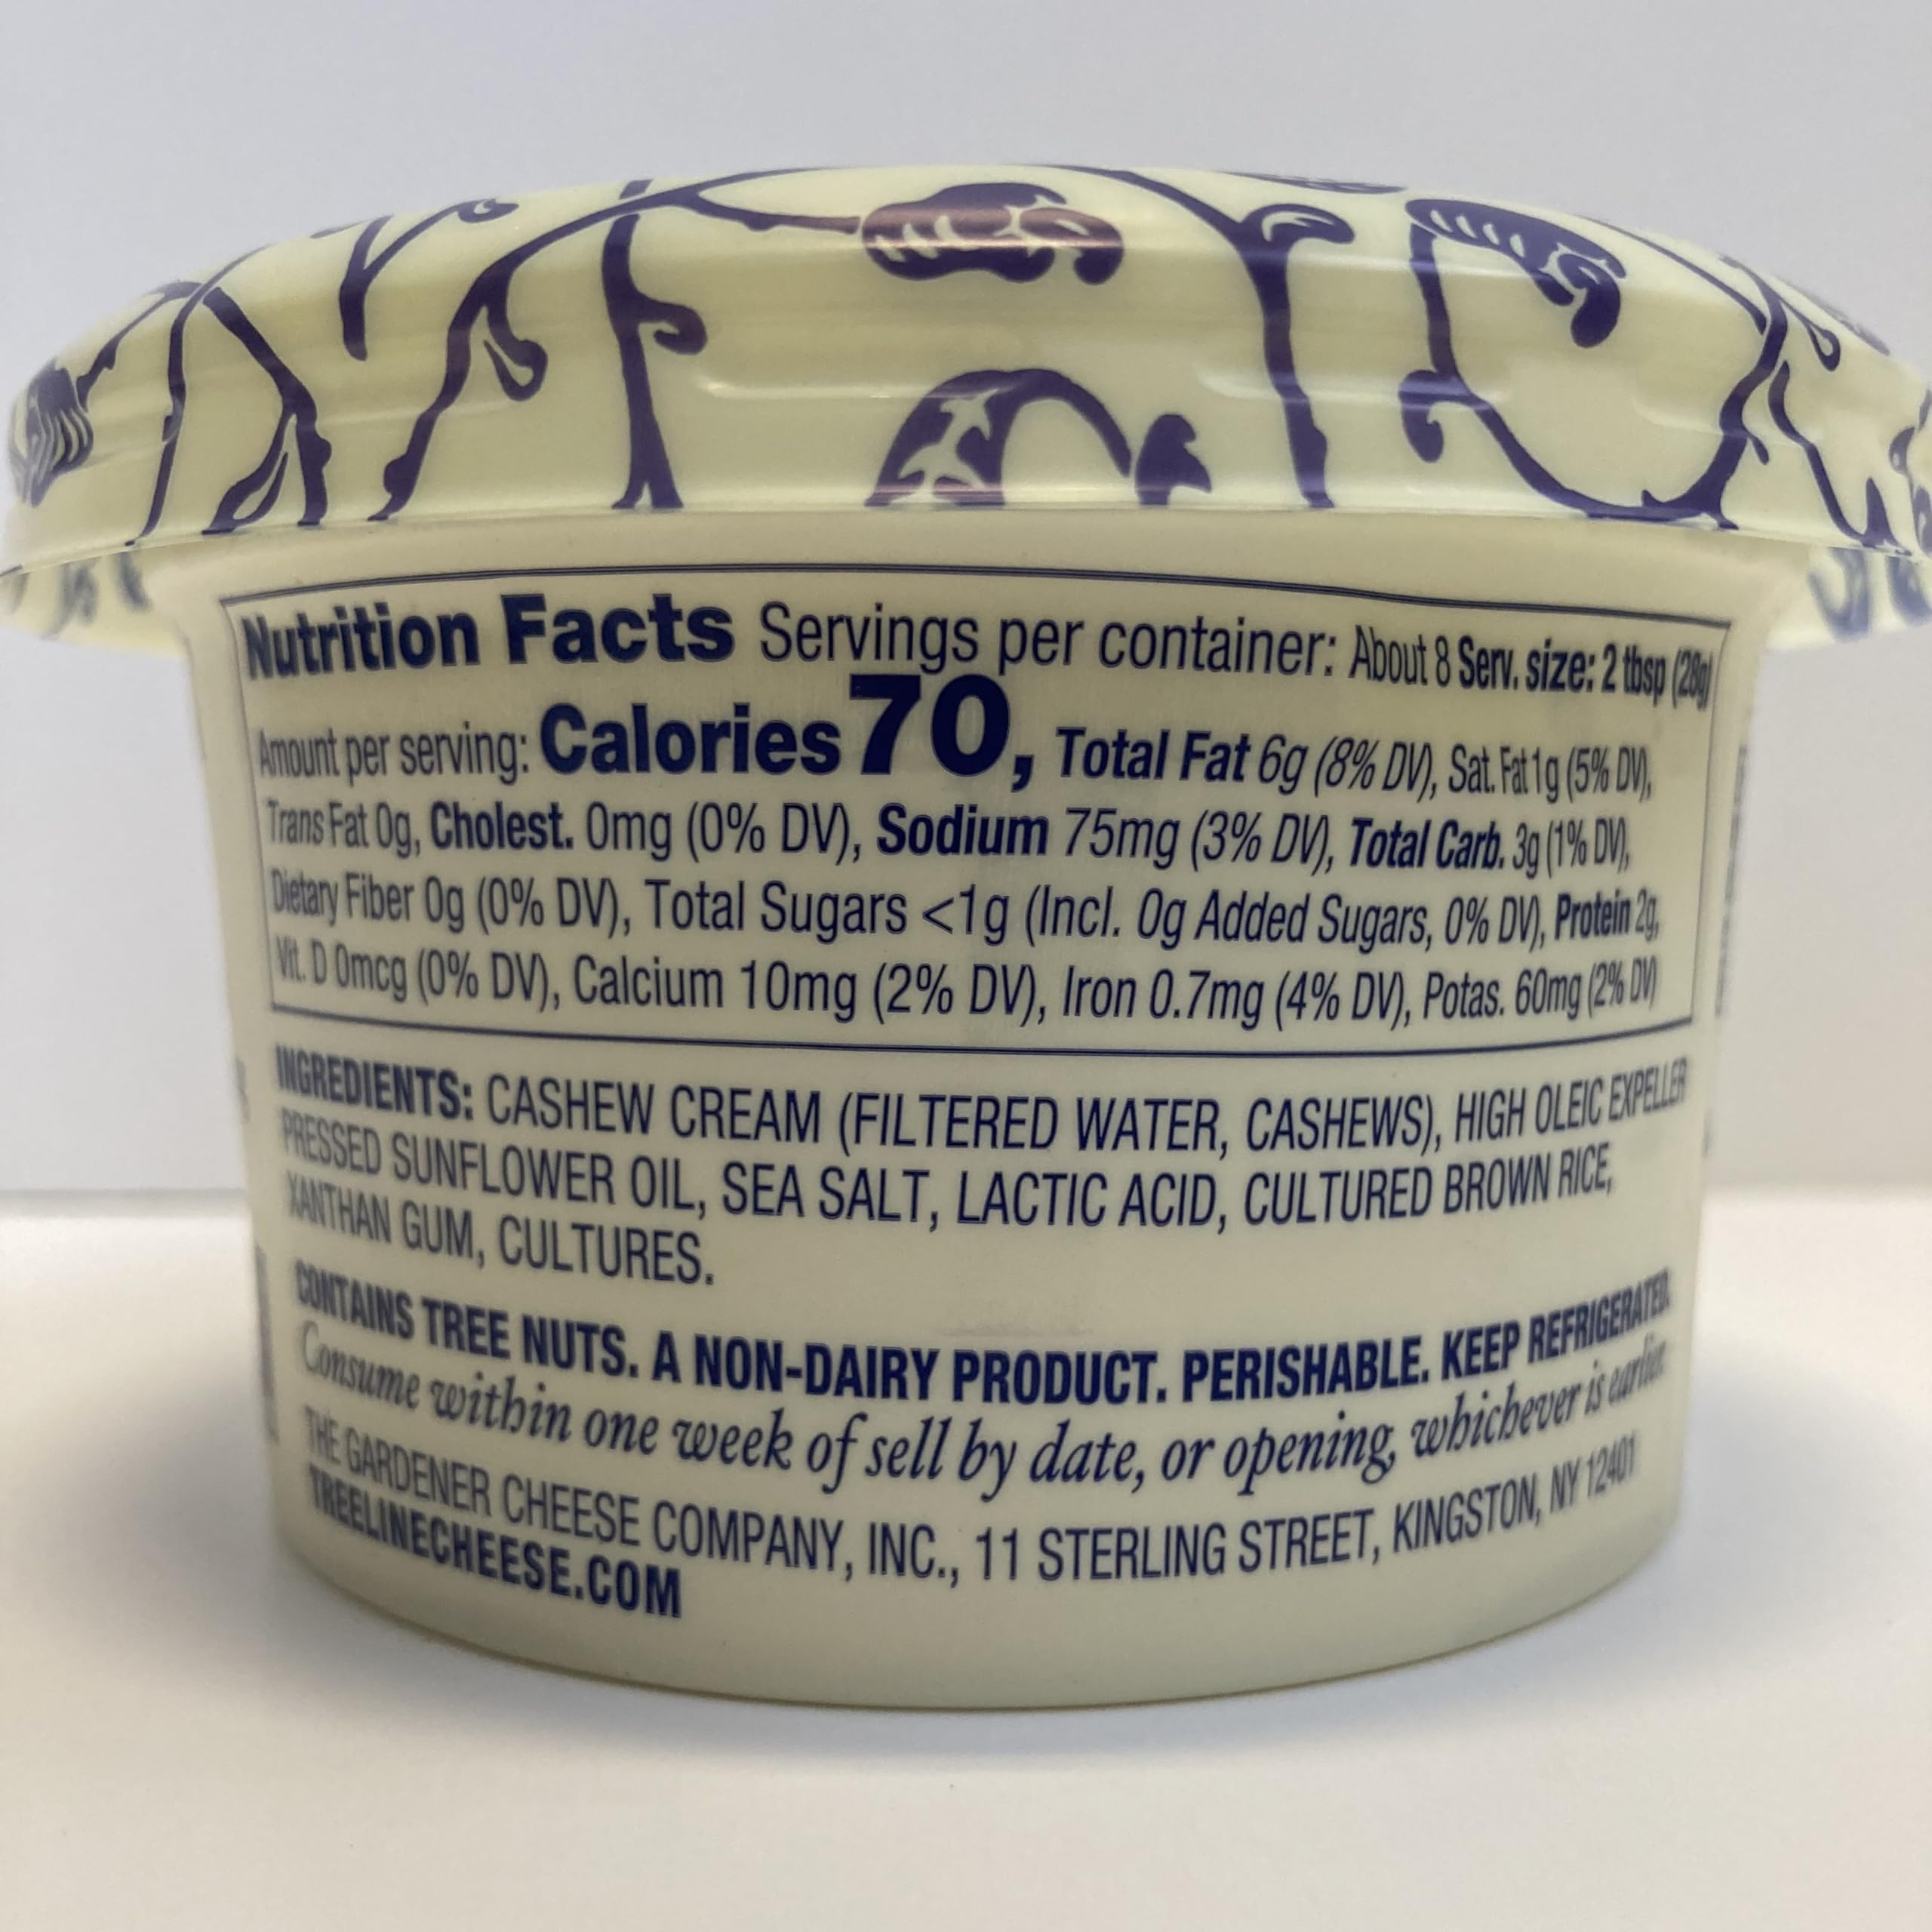 Nutrition Facts Servings per container: About 8 Serv. size: 2 tbsp (28g)
Amount per serving: Calories 70, Total Fat 6g (8% DV), Sat. Fat 1g (5% DV),
Trans Fat 0g, Cholest. 0mg (0% DV), Sodium 75mg (3% DV), Total Carb. 3g (1% DV),
Dietary Fiber 0g (0% DV), Total Sugars <1g (Incl. 0g Added Sugars, 0% DV), Protein 2g,
Vit. D 0mcg (0% DV), Calcium 10mg (2% DV), Iron 0.7mg (4% DV), Potas. 60mg (2% DV)
INGREDIENTS: CASHEW CREAM (FILTERED WATER, CASHEWS), HIGH OLEIC EXPELLER
PRESSED SUNFLOWER OIL, SEA SALT, LACTIC ACID, CULTURED BROWN RICE,
XANTHAN GUM, CULTURES.
CONTAINS TREE NUTS. A NON-DAIRY PRODUCT. PERISHABLE. KEEP REFRIGERATED.
Consume within one week of sell by date, or opening, whichever is earlier.
THE GARDENER CHEESE COMPANY, INC., 11 STERLING STREET, KINGSTON, NY 12401
TREELINECHEESE.COM